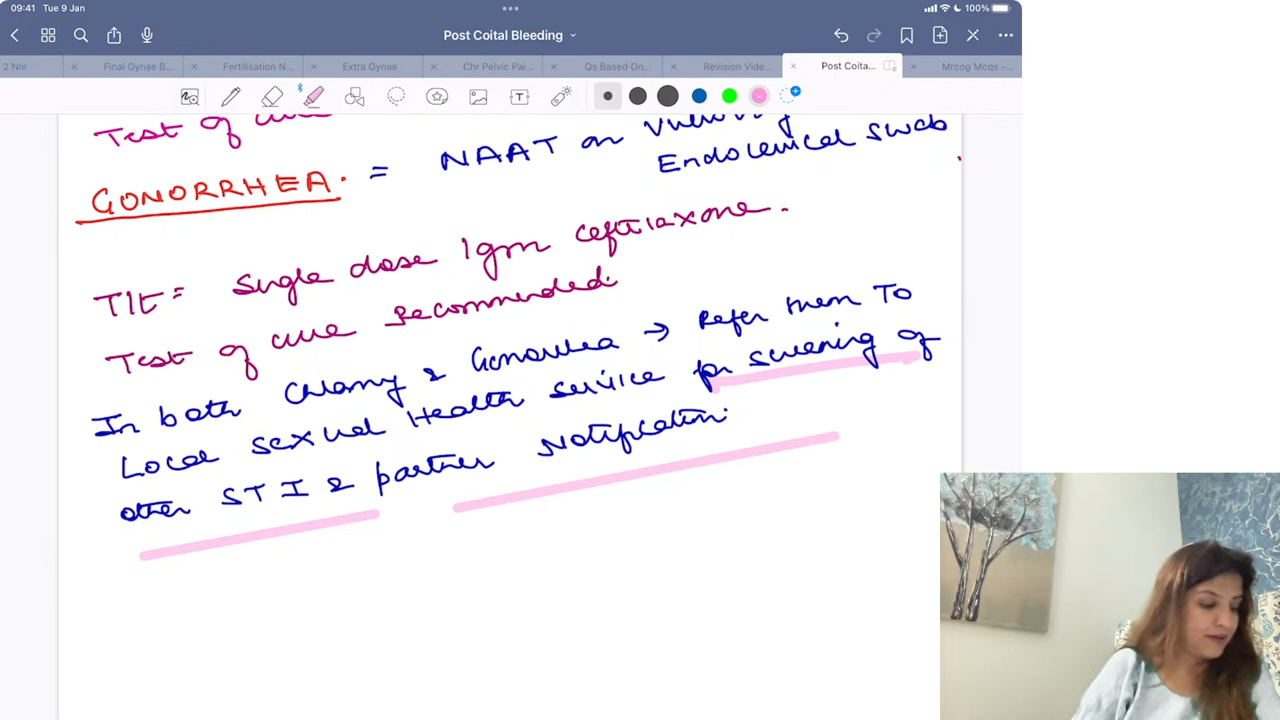 09:41 Tue 9 Jan
100%
Post Coital Bleeding
2 Nni
Final Gynae B...
Fertilisation N...
Extra Gynae
Chr Pelvic Pai...
Qs Based On...
Revision Vide...
Post Coita...
Mrcog Mcqs -...
Test of cure
GONORRHEA. = NAAT on
Endocervical swab
Tlt = Single dose 1gm ceftriaxone.
Test of cure Recommended.
In both Chlamy & Gonorrhea → Refer them To
Local sexual Health service for screening of
other STI & partner Notification.